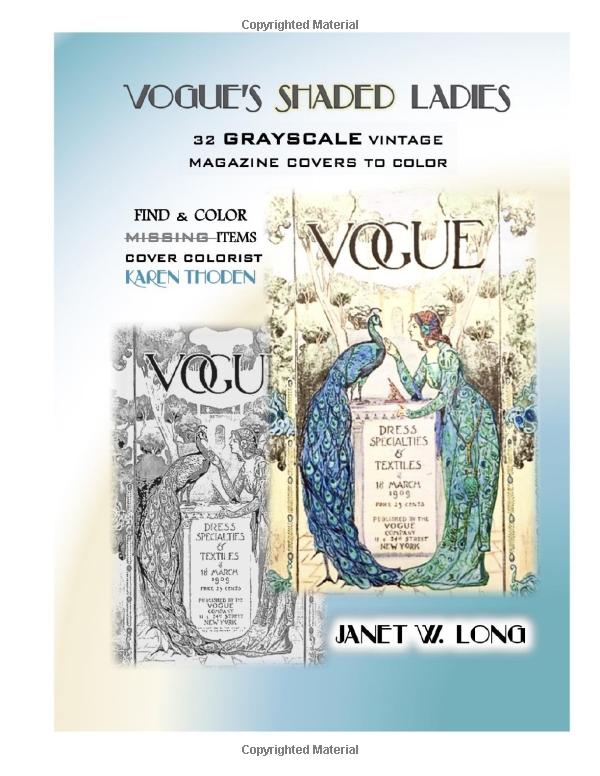 Copyrighted Material
VOGUE'S SHADED LADIES
32 GRAYSCALE VINTAGE
MAGAZINE COVERS TO COLOR
FIND & COLOR
MISSING ITEMS
COVER COLORIST
KAREN THODEN
VOGUE
DRESS
SPECIALTIES
&
TEXTILES
18 MARCH
1909
PRICE 25 CENTS
PUBLISHED BY THE
VOGUE
COMPANY
NEW YORK
VOGU
DRESS
SPECIALTIES
&
TEXTILES
18 MARCH
1909
PRICE 25 CENTS
PUBLISHED BY THE
VOGUE
COMPANY
NEW YORK
JANET W. LONG
Copyrighted Material